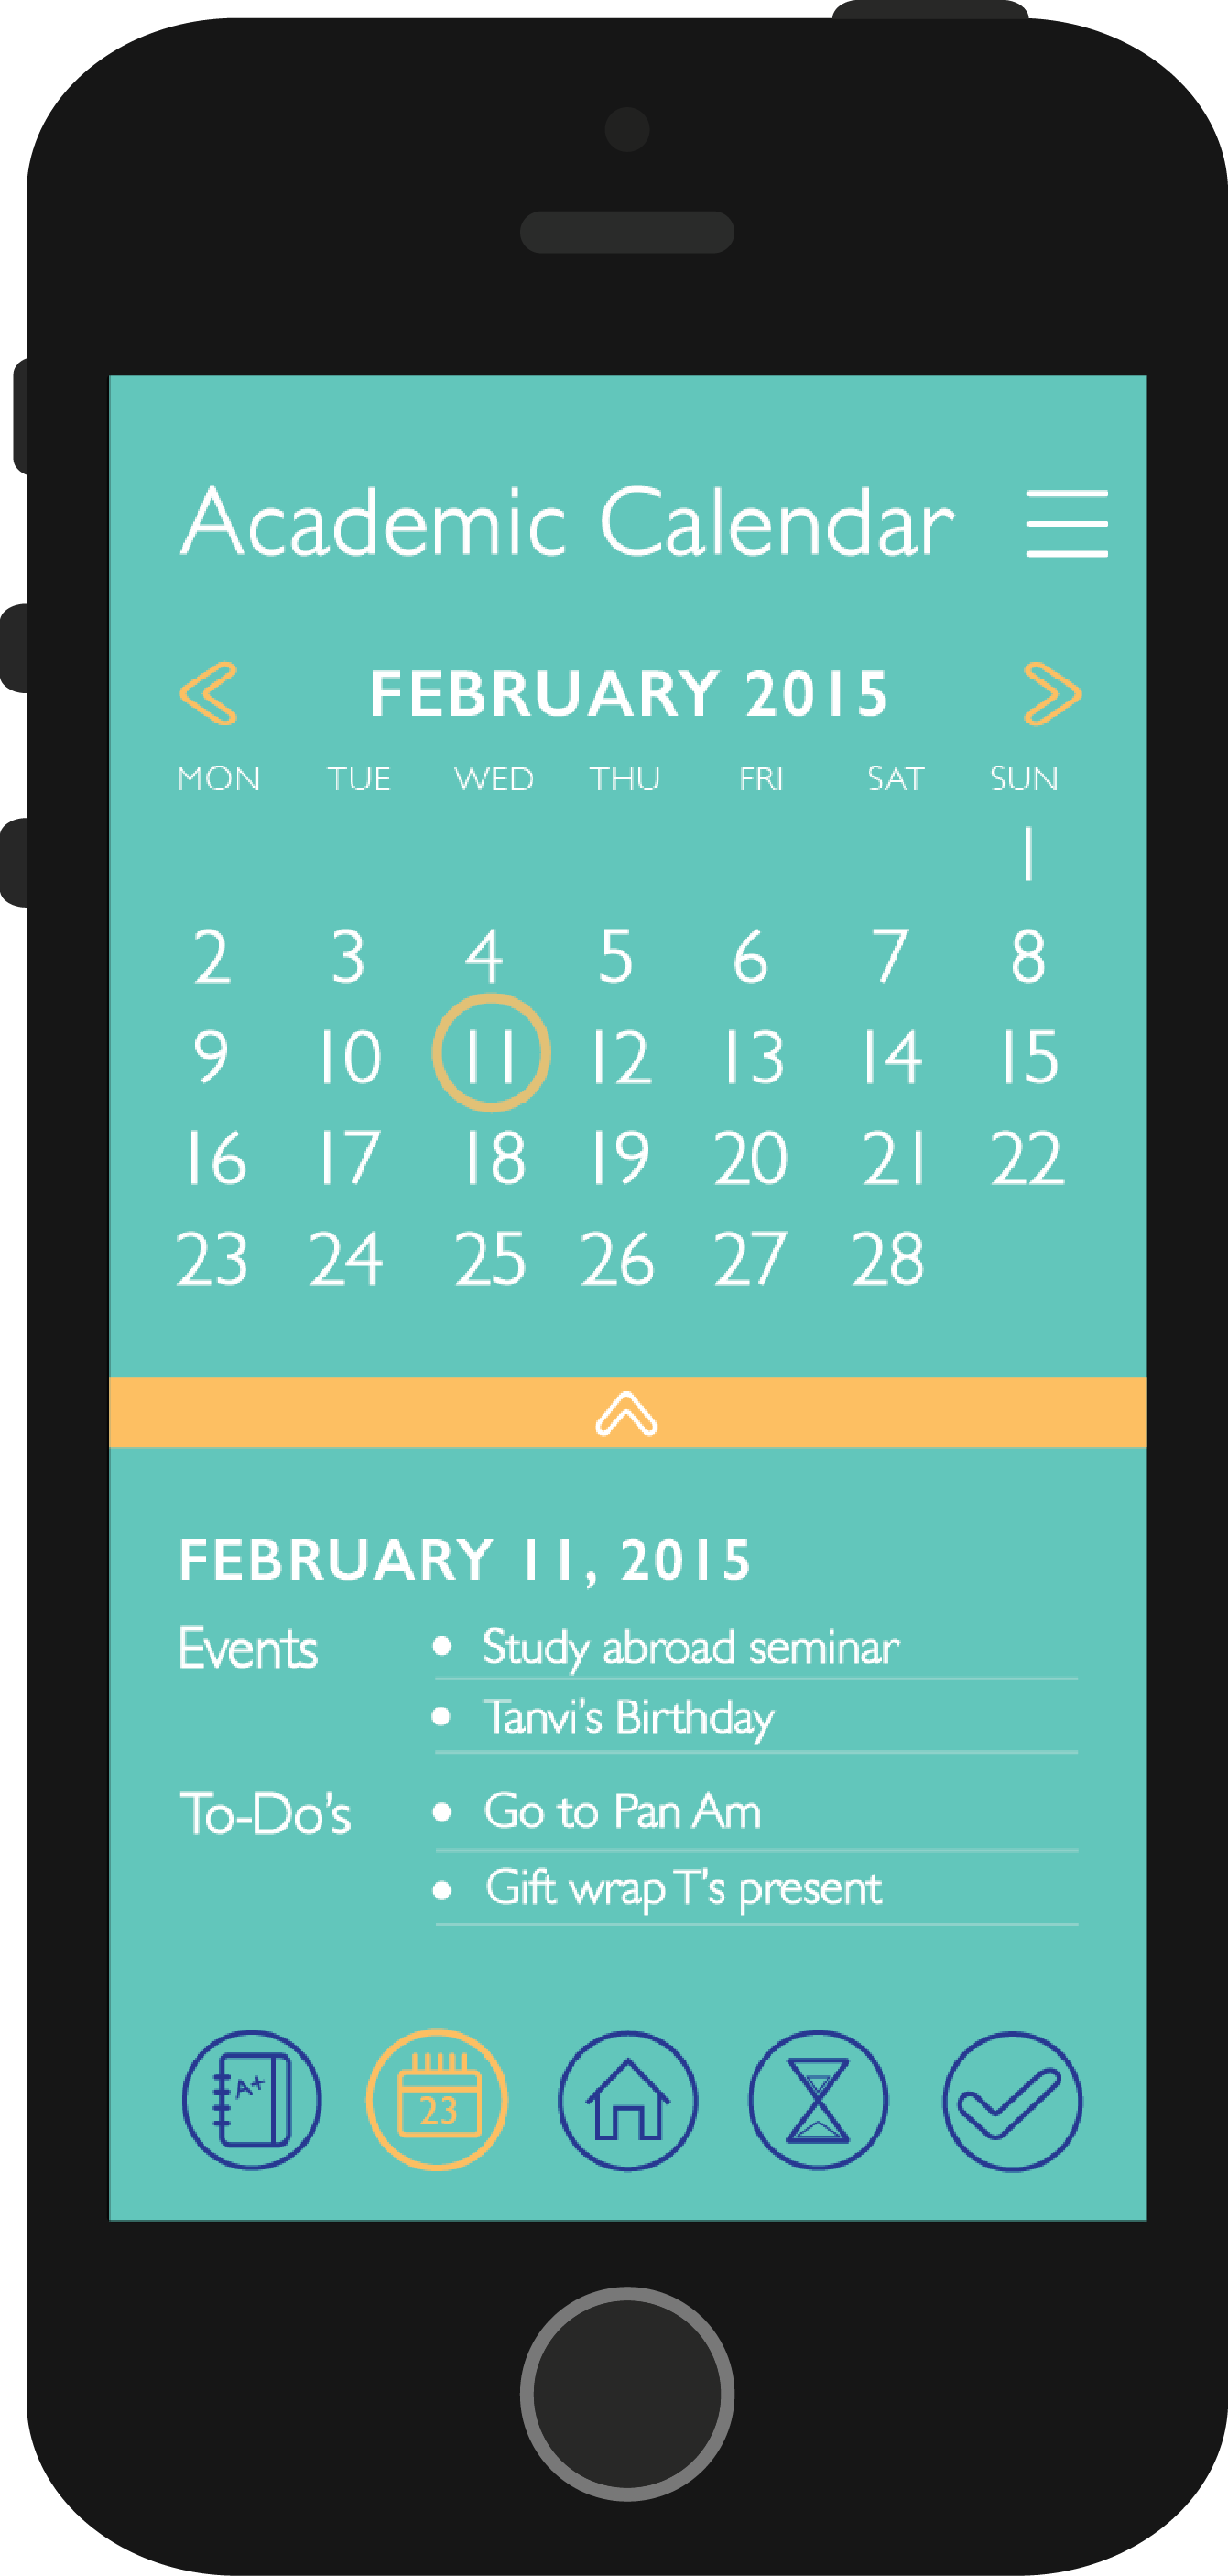 Academic Calendar
FEBRUARY 2015
MON TUE WED THU FRI SAT SUN
1
2 3 4 5 6 7 8
9 10 11 12 13 14 15
16 17 18 19 20 21 22
23 24 25 26 27 28
FEBRUARY 11, 2015
Events • Study abroad seminar
• Tanvi's Birthday
To-Do's • Go to Pan Am
• Gift wrap T's present
A+ 23